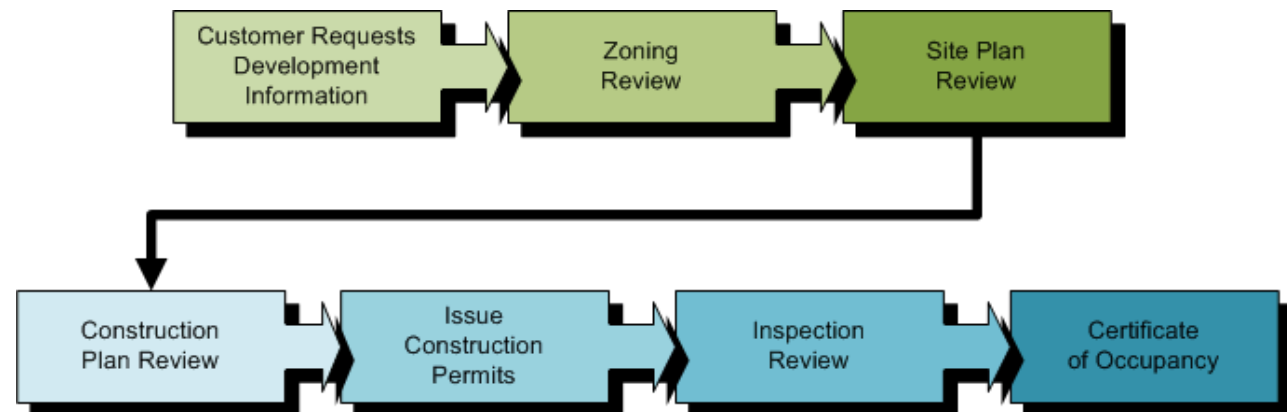 Customer Requests
Development
Information
Zoning
Review
Site Plan
Review
Construction
Plan Review
Issue
Construction
Permits
Inspection
Review
Certificate
of Occupancy